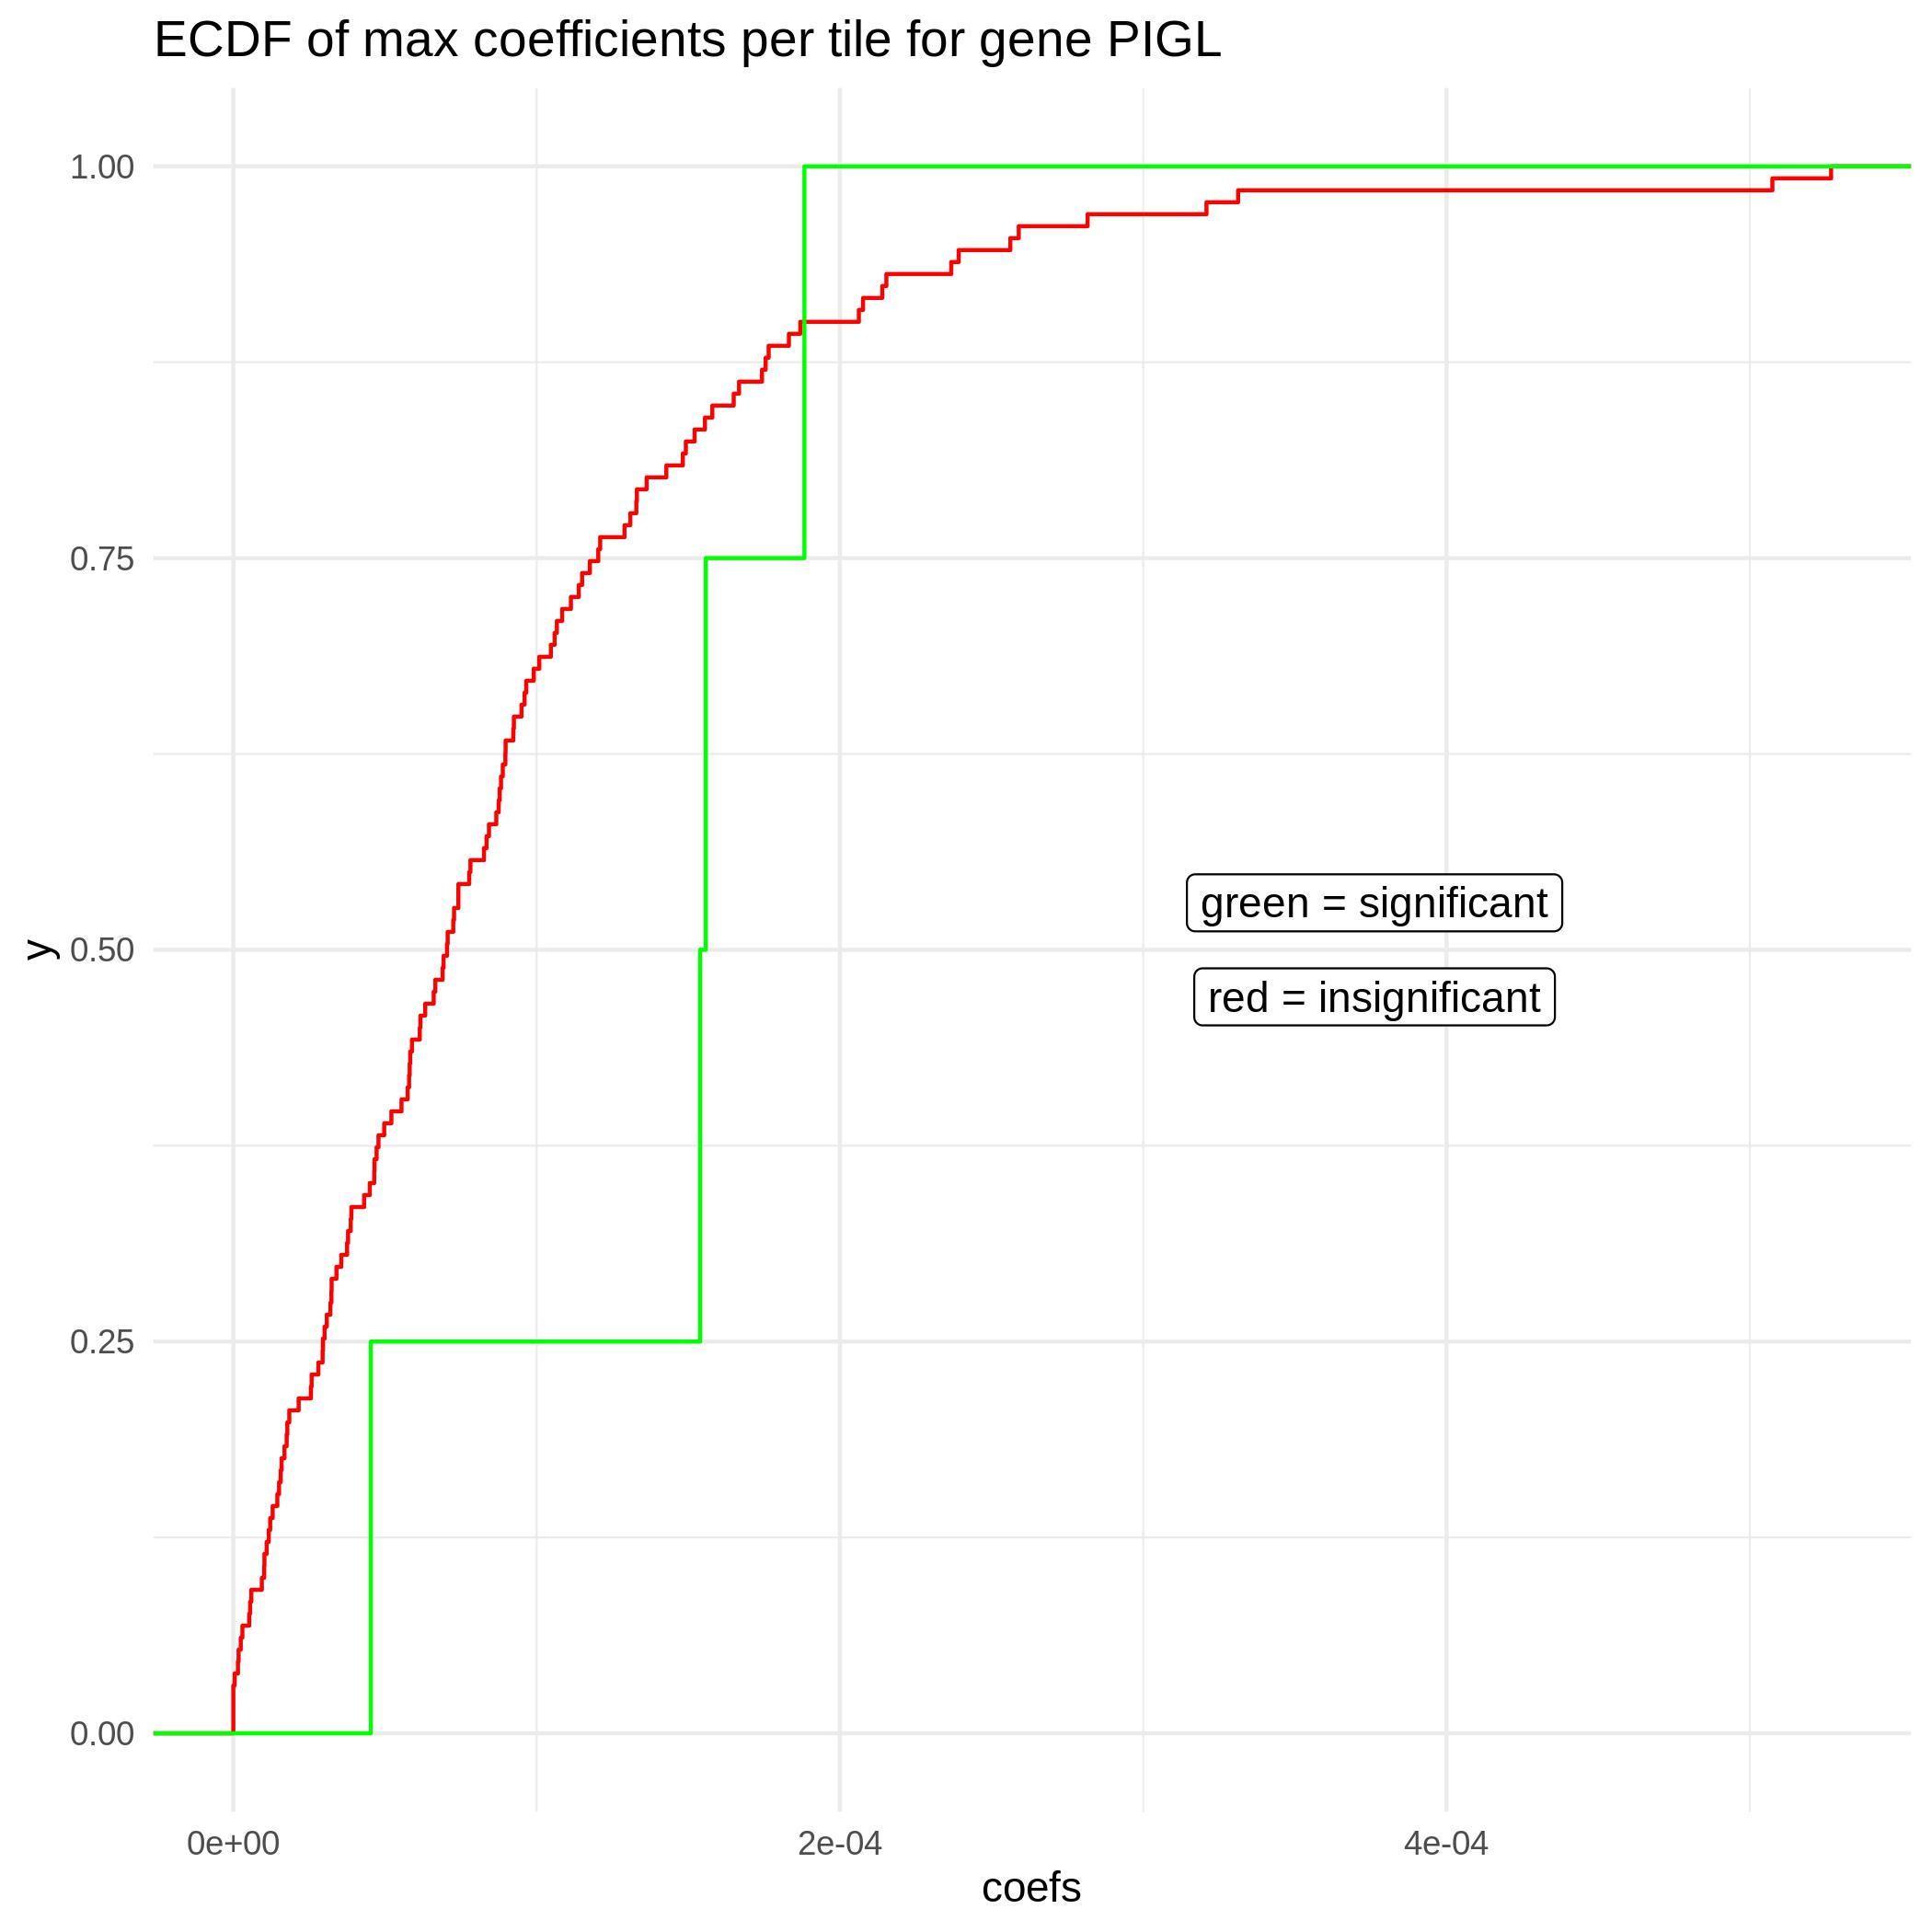 ECDF of max coefficients per tile for gene PIGL
1.00
0.75
0.50
0.25
0.00
y
green = significant
red = insignificant
0e+00
2e-04
4e-04
coefs